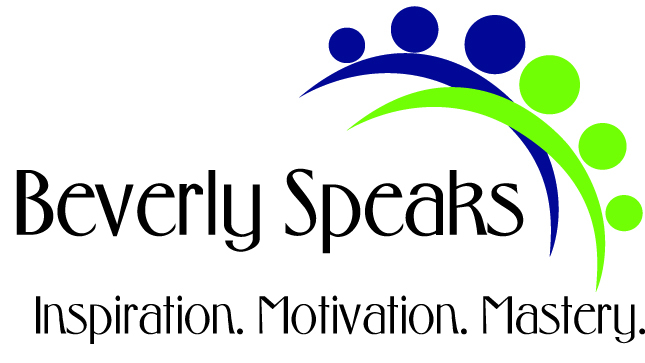 Beverly Speaks
Inspiration. Motivation. Mastery.